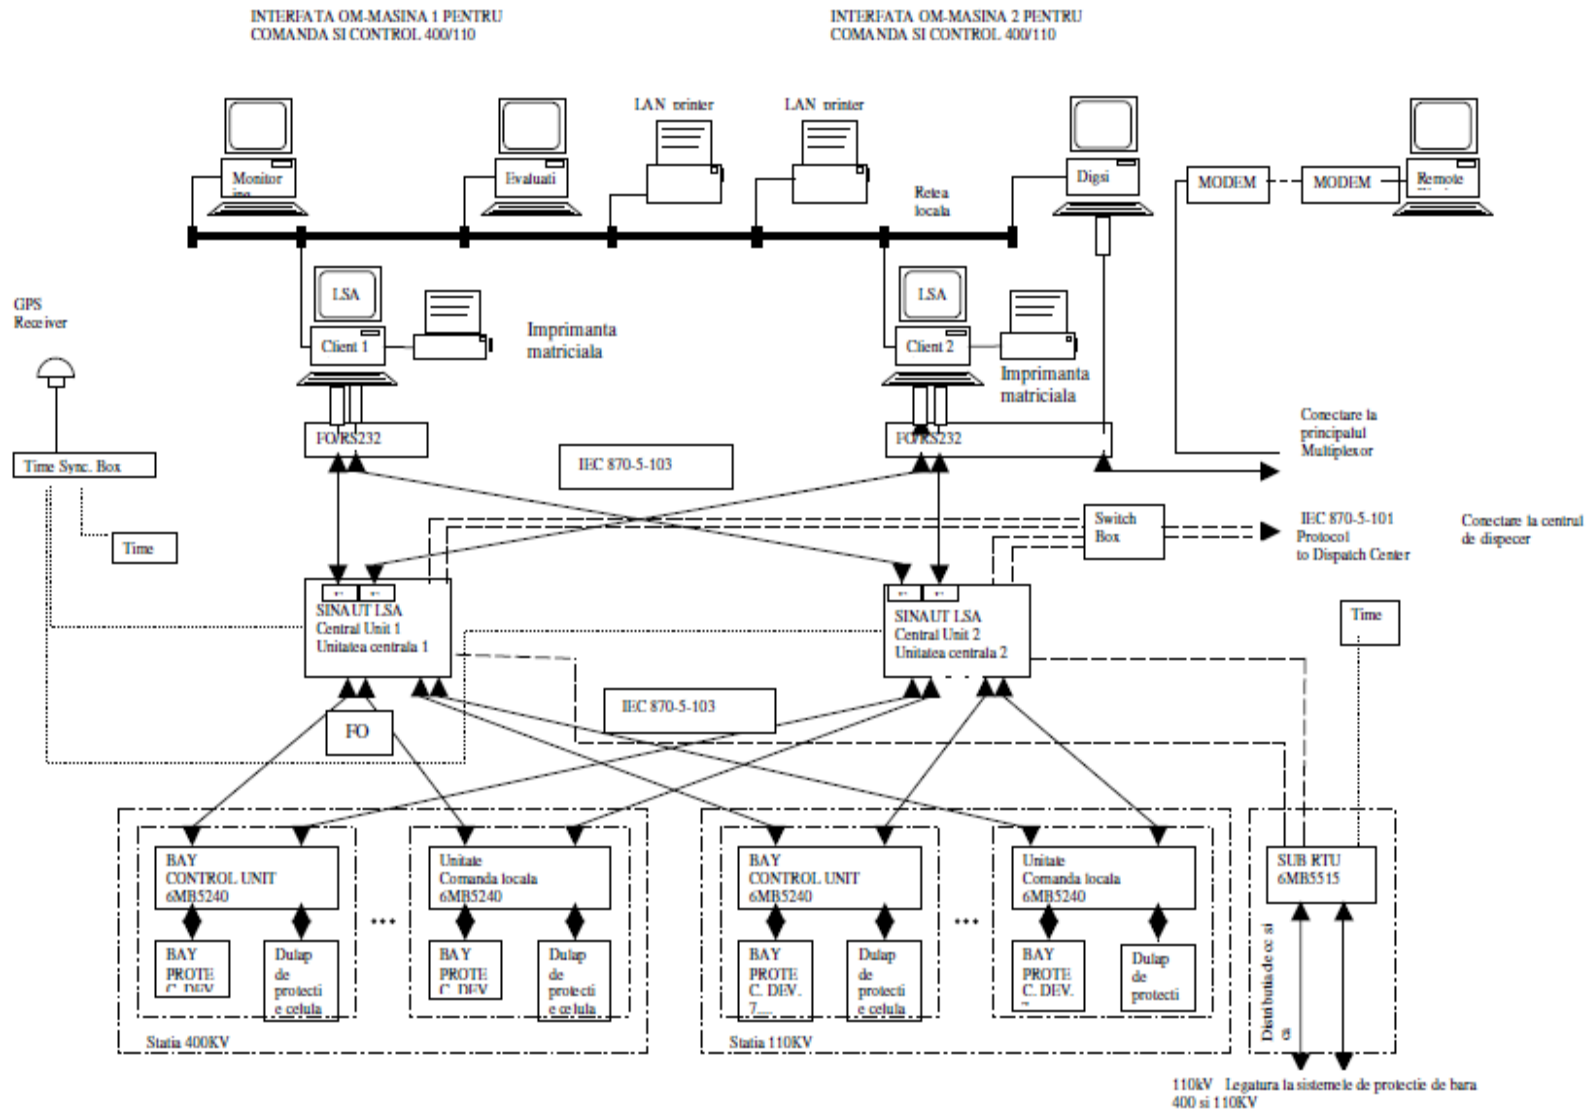 INTERFATA OM-MASINA 1 PENTRU
COMANDA SI CONTROL 400/110
INTERFATA OM-MASINA 2 PENTRU
COMANDA SI CONTROL 400/110
LAN printer
LAN printer
Monitor
Evaluati
Digsi
MODEM
MODEM
Remote
Retea
locala
GPS
Receiver
LSA
Client 1
Imprimanta
matriciala
LSA
Client 2
Imprimanta
matriciala
FO/RS232
FO/RS232
Conectare la
principalul
Multiplexor
Time Sync. Box
IEC 870-5-103
Time
Switch
Box
IEC 870-5-101
Protocol
to Dispatch Center
Conectare la centrul
de dispecer
SINAUT LSA
Central Unit 1
Unitatea centrala 1
SINAUT LSA
Central Unit 2
Unitatea centrala 2
Time
FO
IEC 870-5-103
BAY
CONTROL UNIT
6MB5240
Unitate
Comanda locala
6MB5240
BAY
CONTROL UNIT
6MB5240
Unitate
Comanda locala
6MB5240
SUB RTU
6MB5515
...
...
BAY
PROTE
C. DEV
Dulap
de
protecti
e celula
BAY
PROTE
C. DEV
Dulap
de
protecti
e celula
BAY
PROTE
C. DEV.
7....
Dulap
de
protecti
e celula
BAY
PROTE
C. DEV.
Dulap
de
protecti
Distributia de cc si
ca
Statia 400KV
Statia 110KV
110kV Legatura la sistemele de protectie de bara
400 si 110KV